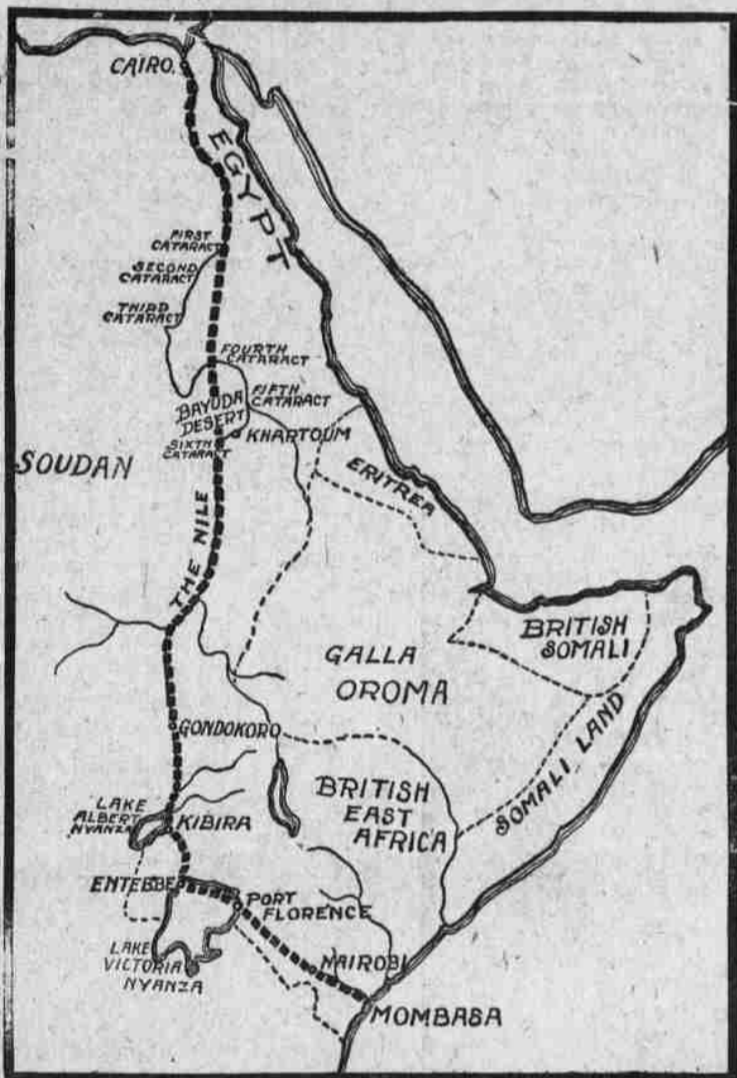 CAIRO.
EGYPT
FIRST
CATARACT
SECOND
CATARACT
THIRD
CATARACT
FOURTH
CATARACT
FIFTH
CATARACT
BAYUDA
DESERT
KHARTOUM
SIXTH
CATARACT
SOUDAN
ERITREA
THE NILE
BRITISH
SOMALI
GALLA
OROMA
SOMALI LAND
GONDOKORO
BRITISH
EAST
AFRICA
LAKE
ALBERT
NYANZA
KIBIRA
ENTEBBE
PORT
FLORENCE
LAKE
VICTORIA
NYANZA
NAIROBI
MOMBASA